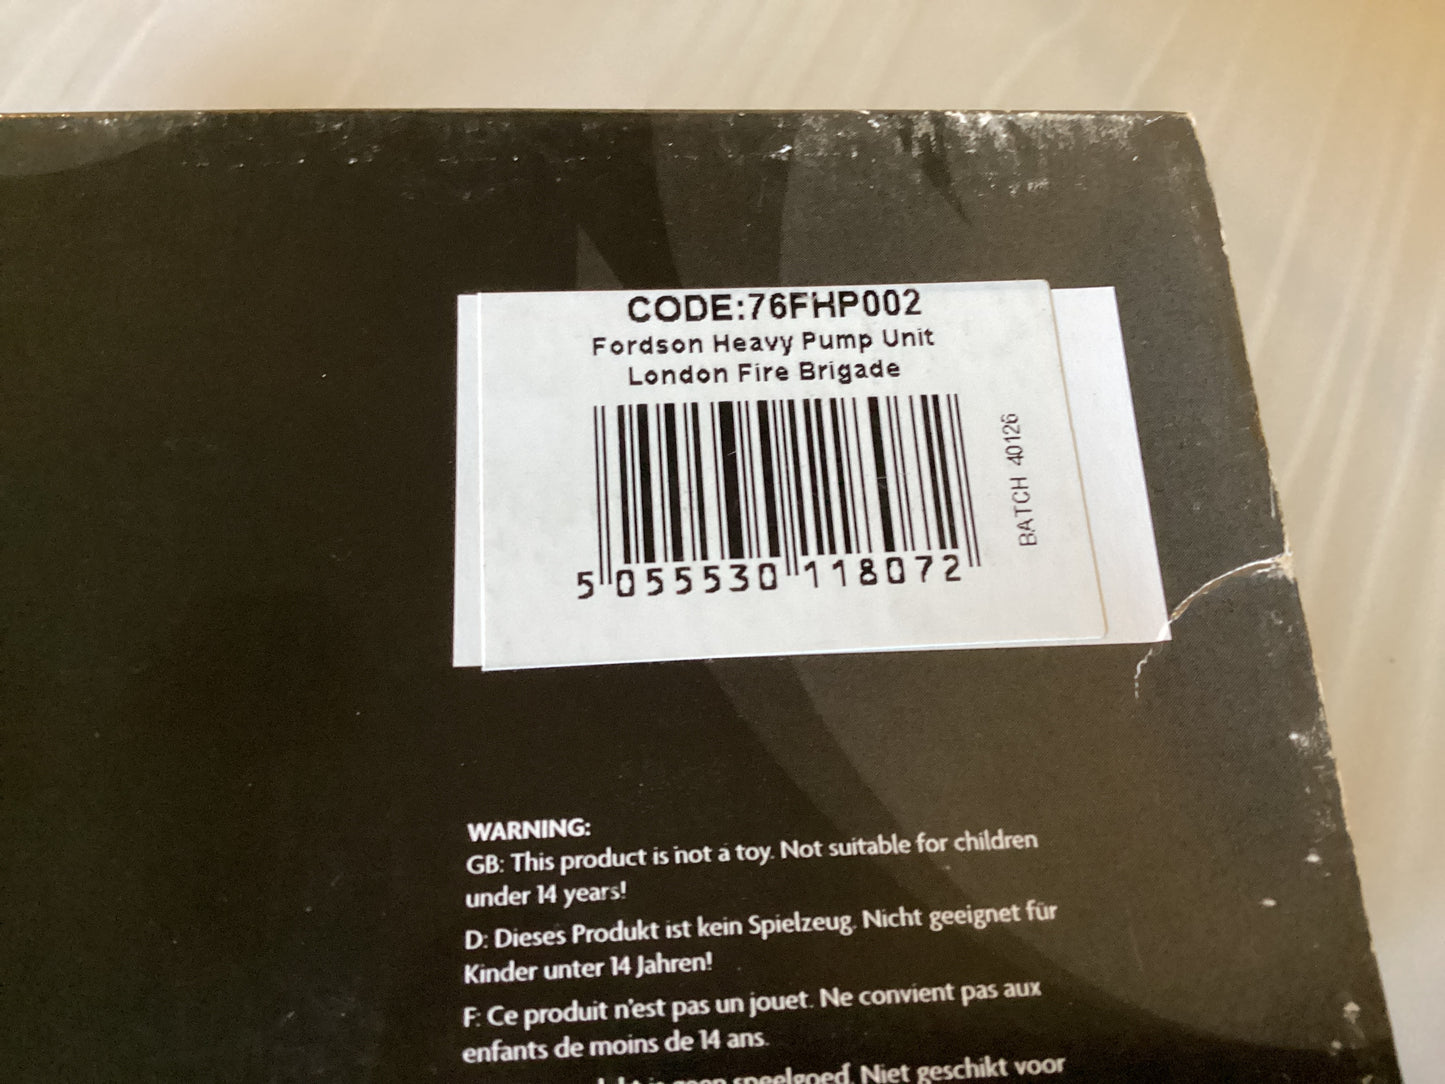 CODE:76FHP002
Fordson Heavy Pump Unit
London Fire Brigade
BATCH 40126
5 055530 118072
WARNING:
GB: This product is not a toy. Not suitable for children
under 14 years!
D: Dieses Produkt ist kein Spielzeug. Nicht geeignet für
Kinder unter 14 Jahren!
F: Ce produit n'est pas un jouet. Ne convient pas aux
enfants de moins de 14 ans.
speelgoed. Niet geschikt voor